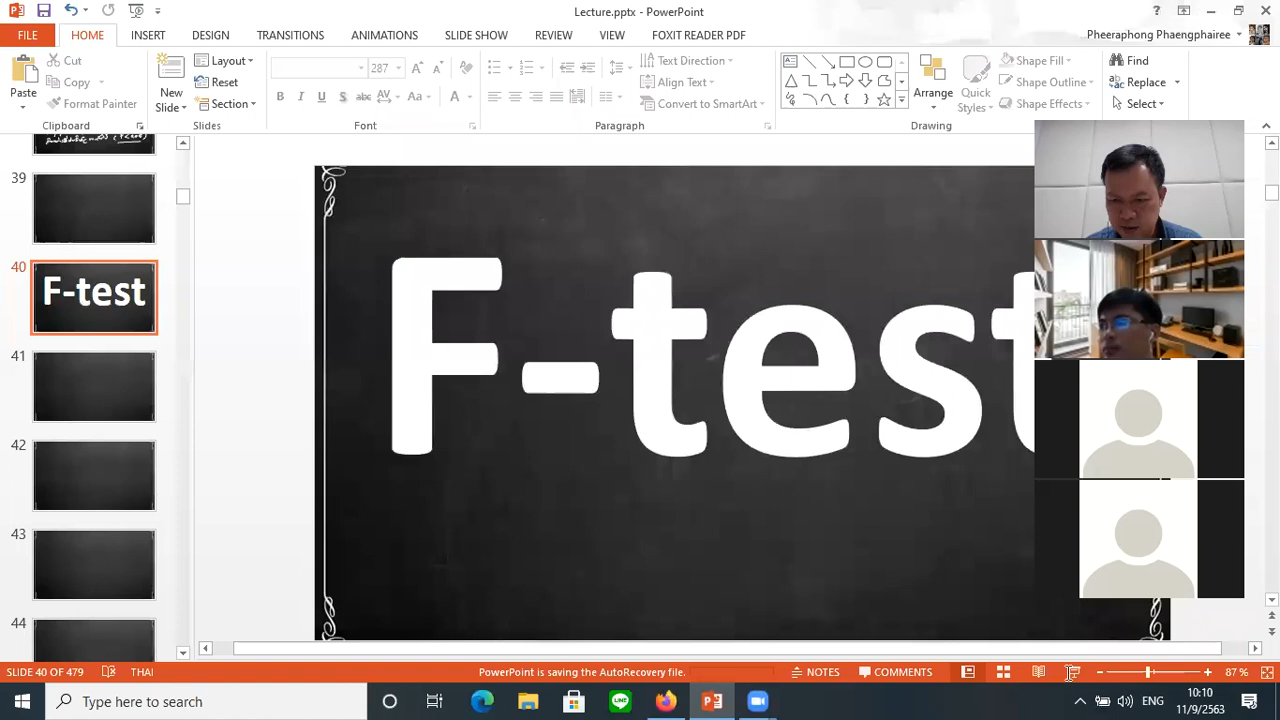 Lecture.pptx - PowerPoint
FILE
HOME
INSERT
DESIGN
TRANSITIONS
ANIMATIONS
SLIDE SHOW
REVIEW
VIEW
FOXIT READER PDF
Pheeraphong Phaengphairee
Paste
Cut
Copy
Format Painter
Clipboard
New
Slide
Layout
Reset
Section
Slides
287
B I U S abc AV Aa A
Font
Text Direction
Align Text
Convert to SmartArt
Paragraph
Arrange
Quick
Styles
Shape Fill
Shape Outline
Shape Effects
Drawing
Find
Replace
Select
39
40
F-test
41
42
43
44
F-test
SLIDE 40 OF 479
THAI
PowerPoint is saving the AutoRecovery file.
NOTES
COMMENTS
87 %
Type here to search
ENG
10:10
11/9/2563